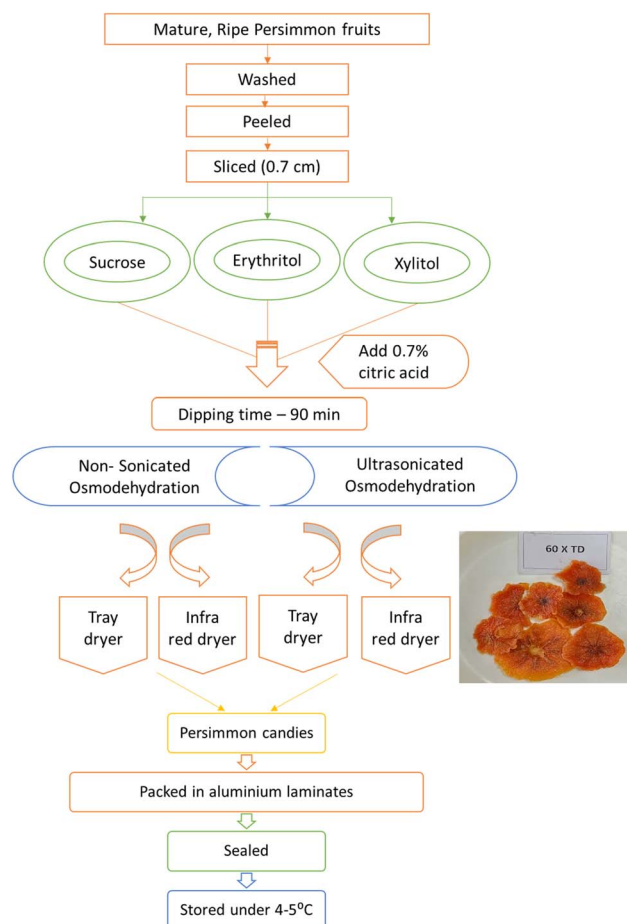 Mature, Ripe Persimmon fruits
Washed
Peeled
Sliced (0.7 cm)
Sucrose
Erythritol
Xylitol
Add 0.7%
citric acid
Dipping time – 90 min
Non- Sonicated
Osmodehydration
Ultrasonicated
Osmodehydration
Tray
dryer
Infra
red dryer
Tray
dryer
Infra
red dryer
60 X TD
Persimmon candies
Packed in aluminium laminates
Sealed
Stored under 4-5⁰C